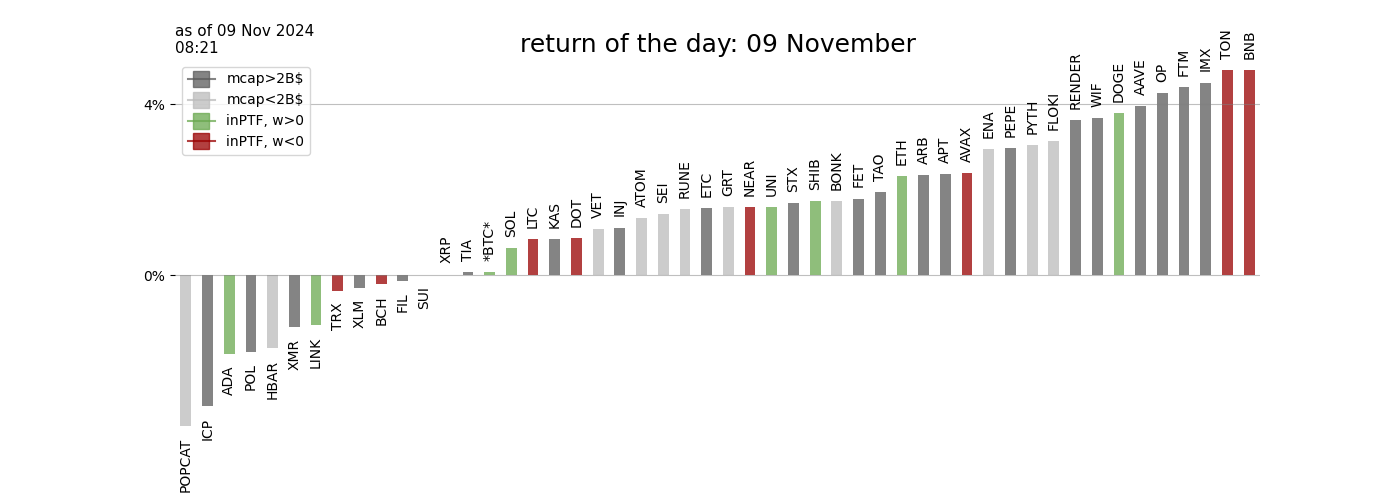 as of 09 Nov 2024
08:21
return of the day: 09 November
mcap>2B$
mcap<2B$
inPTF, w>0
inPTF, w<0
4%
0%
POPCAT
ICP
ADA
POL
HBAR
XMR
LINK
TRX
XLM
BCH
FIL
SUI
XRP
TIA
*BTC*
SOL
LTC
KAS
DOT
VET
INJ
ATOM
SEI
RUNE
ETC
GRT
NEAR
UNI
STX
SHIB
BONK
FET
TAO
ETH
ARB
APT
AVAX
ENA
PEPE
PYTH
FLOKI
RENDER
WIF
DOGE
AAVE
OP
FTM
IMX
TON
BNB